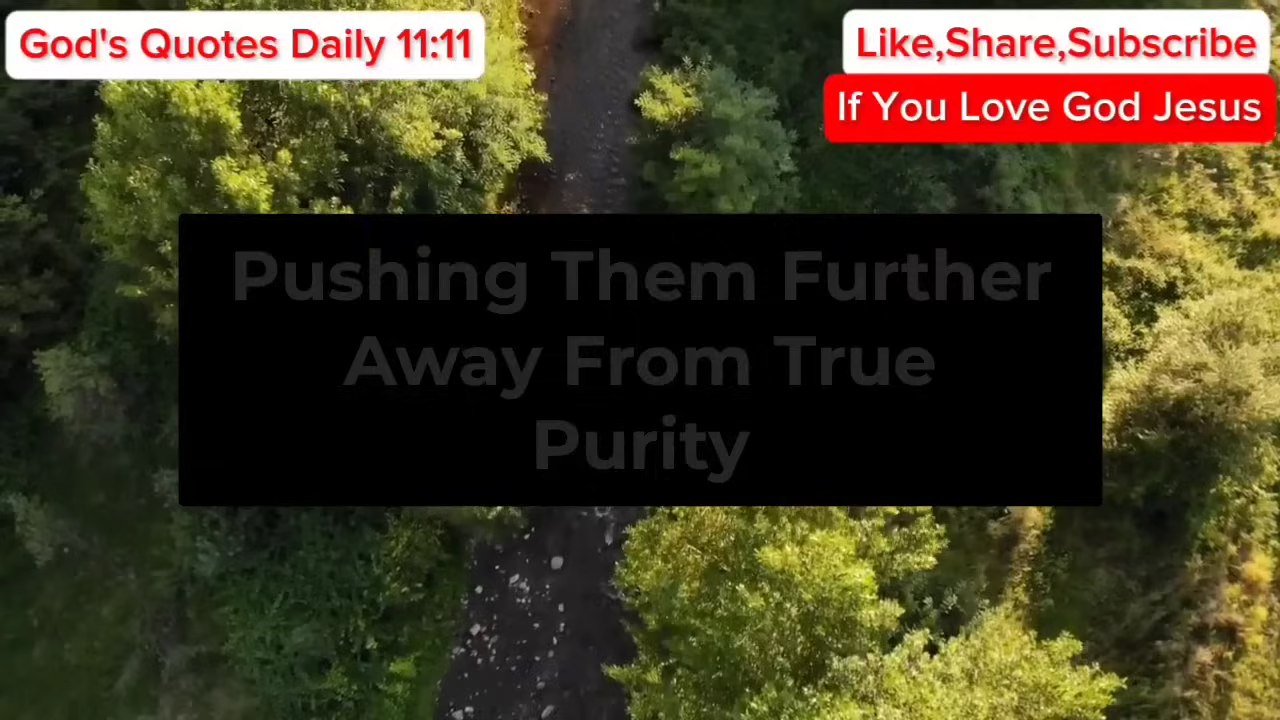 God's Quotes Daily 11:11
Like,Share,Subscribe
If You Love God Jesus
Pushing Them Further
Away From True
Purity